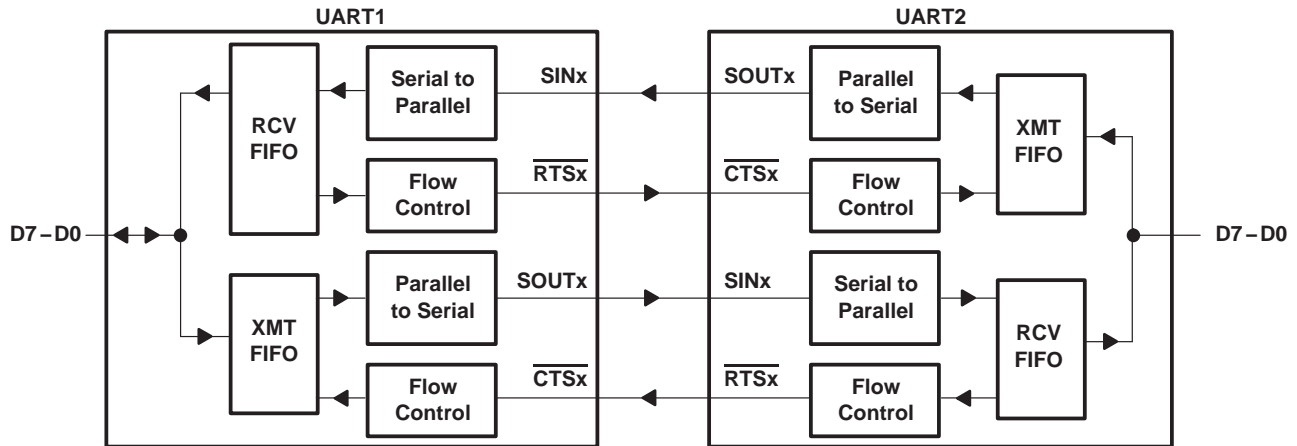 UART1
UART2
Serial to
Parallel
SINx
SOUTx
Parallel
to Serial
RCV
FIFO
XMT
FIFO
Flow
Control
RTSx
CTSx
Flow
Control
D7–D0
D7–D0
Parallel
to Serial
SOUTx
SINx
Serial to
Parallel
XMT
FIFO
RCV
FIFO
Flow
Control
CTSx
RTSx
Flow
Control